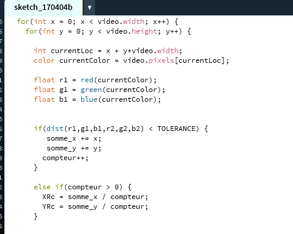 sketch_170404b
for(int x = 0; x < video.width; x++) {
for(int y = 0; y < video.height; y++) {
int currentLoc = x + y*video.width;
color currentColor = video.pixels[currentLoc];
float r1 = red(currentColor);
float g1 = green(currentColor);
float b1 = blue(currentColor);
if(dist(r1,g1,b1,r2,g2,b2) < TOLERANCE) {
somme_x += x;
somme_y += y;
compteur++;
}
else if(compteur > 0) {
XRc = somme_x / compteur;
YRc = somme_y / compteur;
}